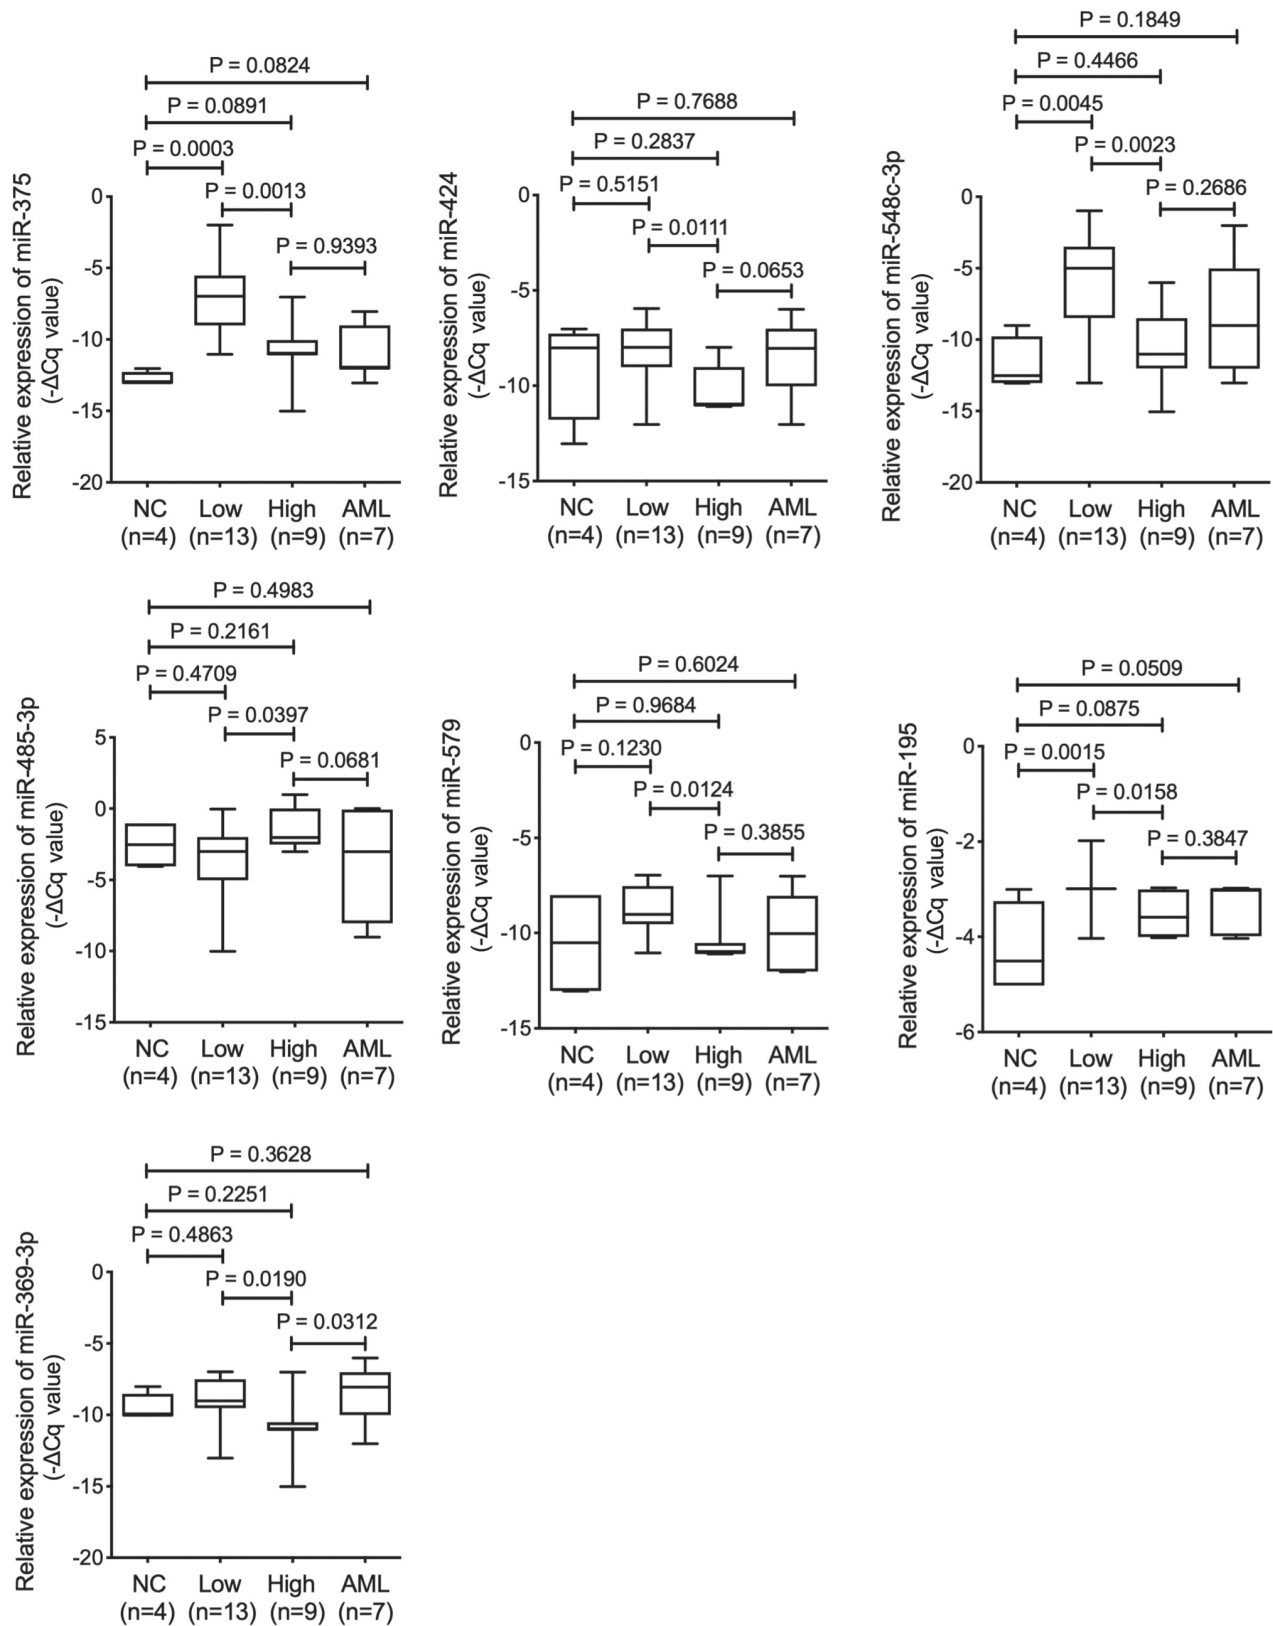 P = 0.0824
P = 0.0891
P = 0.0003
P = 0.0013
P = 0.9393
Relative expression of miR-375
(-ΔCq value)
0
-5
-10
-15
-20
NC Low High AML
(n=4) (n=13) (n=9) (n=7)
P = 0.7688
P = 0.2837
P = 0.5151
P = 0.0111
P = 0.0653
Relative expression of miR-424
(-ΔCq value)
0
-5
-10
-15
NC Low High AML
(n=4) (n=13) (n=9) (n=7)
P = 0.1849
P = 0.4466
P = 0.0045
P = 0.0023
P = 0.2686
Relative expression of miR-548c-3p
(-ΔCq value)
0
-5
-10
-15
-20
NC Low High AML
(n=4) (n=13) (n=9) (n=7)
P = 0.4983
P = 0.2161
P = 0.4709
P = 0.0397
P = 0.0681
Relative expression of miR-485-3p
(-ΔCq value)
5
0
-5
-10
-15
NC Low High AML
(n=4) (n=13) (n=9) (n=7)
P = 0.6024
P = 0.9684
P = 0.1230
P = 0.0124
P = 0.3855
Relative expression of miR-579
(-ΔCq value)
0
-5
-10
-15
NC Low High AML
(n=4) (n=13) (n=9) (n=7)
P = 0.0509
P = 0.0875
P = 0.0015
P = 0.0158
P = 0.3847
Relative expression of miR-195
(-ΔCq value)
0
-2
-4
-6
NC Low High AML
(n=4) (n=13) (n=9) (n=7)
P = 0.3628
P = 0.2251
P = 0.4863
P = 0.0190
P = 0.0312
Relative expression of miR-369-3p
(-ΔCq value)
0
-5
-10
-15
-20
NC Low High AML
(n=4) (n=13) (n=9) (n=7)